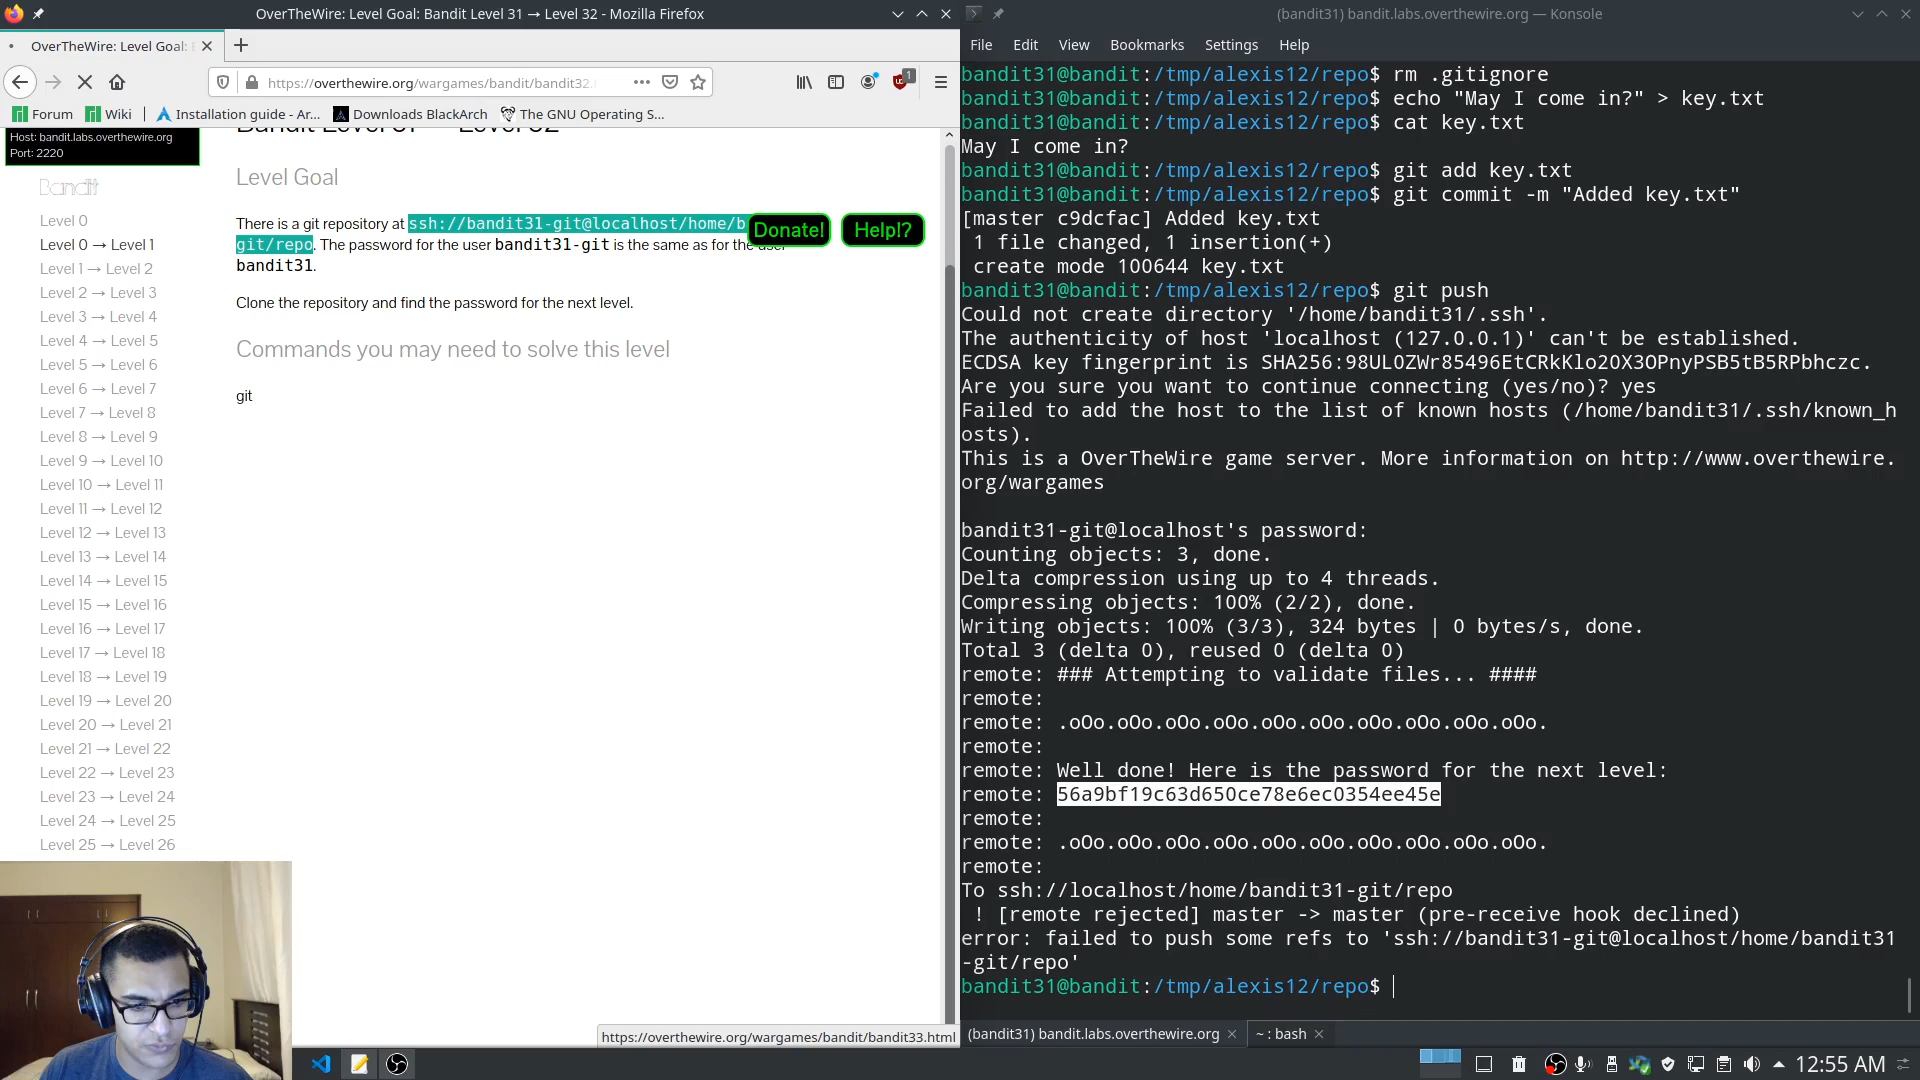 OverTheWire: Level Goal: Bandit Level 31 → Level 32 - Mozilla Firefox
OverTheWire: Level Goal:
https://overthewire.org/wargames/bandit/bandit32.
1
Forum
Wiki
Installation guide - Ar...
Downloads BlackArch
The GNU Operating S...
Host: bandit.labs.overthewire.org
Port: 2220
Bandit
Level 0
Level 0 → Level 1
Level 1 → Level 2
Level 2 → Level 3
Level 3 → Level 4
Level 4 → Level 5
Level 5 → Level 6
Level 6 → Level 7
Level 7 → Level 8
Level 8 → Level 9
Level 9 → Level 10
Level 10 → Level 11
Level 11 → Level 12
Level 12 → Level 13
Level 13 → Level 14
Level 14 → Level 15
Level 15 → Level 16
Level 16 → Level 17
Level 17 → Level 18
Level 18 → Level 19
Level 19 → Level 20
Level 20 → Level 21
Level 21 → Level 22
Level 22 → Level 23
Level 23 → Level 24
Level 24 → Level 25
Level 25 → Level 26
Level Goal
There is a git repository at ssh://bandit31-git@localhost/home/b
git/repo. The password for the user bandit31-git is the same as for the user
bandit31.
Donate!
Help!?
Clone the repository and find the password for the next level.
Commands you may need to solve this level
git
https://overthewire.org/wargames/bandit/bandit33.html
(bandit31) bandit.labs.overthewire.org — Konsole
File Edit View Bookmarks Settings Help
bandit31@bandit:/tmp/alexis12/repo$ rm .gitignore
bandit31@bandit:/tmp/alexis12/repo$ echo "May I come in?" > key.txt
bandit31@bandit:/tmp/alexis12/repo$ cat key.txt
May I come in?
bandit31@bandit:/tmp/alexis12/repo$ git add key.txt
bandit31@bandit:/tmp/alexis12/repo$ git commit -m "Added key.txt"
[master c9dcfac] Added key.txt
 1 file changed, 1 insertion(+)
 create mode 100644 key.txt
bandit31@bandit:/tmp/alexis12/repo$ git push
Could not create directory '/home/bandit31/.ssh'.
The authenticity of host 'localhost (127.0.0.1)' can't be established.
ECDSA key fingerprint is SHA256:98UL0ZWr85496EtCRkKlo20X3OPnyPSB5tB5RPbhczc.
Are you sure you want to continue connecting (yes/no)? yes
Failed to add the host to the list of known hosts (/home/bandit31/.ssh/known_h
osts).
This is a OverTheWire game server. More information on http://www.overthewire.
org/wargames
bandit31-git@localhost's password:
Counting objects: 3, done.
Delta compression using up to 4 threads.
Compressing objects: 100% (2/2), done.
Writing objects: 100% (3/3), 324 bytes | 0 bytes/s, done.
Total 3 (delta 0), reused 0 (delta 0)
remote: ### Attempting to validate files... ####
remote:
remote: .oOo.oOo.oOo.oOo.oOo.oOo.oOo.oOo.oOo.oOo.
remote:
remote: Well done! Here is the password for the next level:
remote: 56a9bf19c63d650ce78e6ec0354ee45e
remote:
remote: .oOo.oOo.oOo.oOo.oOo.oOo.oOo.oOo.oOo.oOo.
remote:
To ssh://localhost/home/bandit31-git/repo
 ! [remote rejected] master -> master (pre-receive hook declined)
error: failed to push some refs to 'ssh://bandit31-git@localhost/home/bandit31
-git/repo'
bandit31@bandit:/tmp/alexis12/repo$
(bandit31) bandit.labs.overthewire.org
~ : bash
12:55 AM